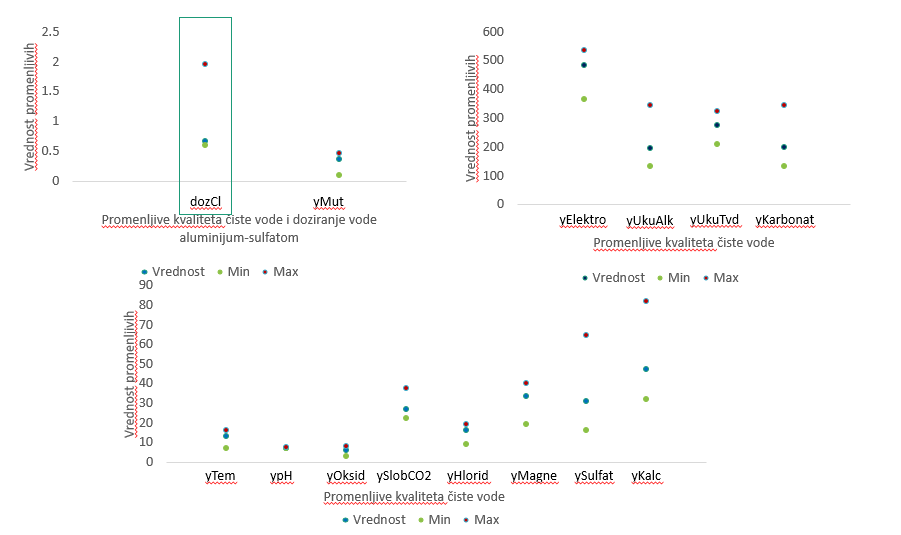 2.5
2
1.5
1
0.5
0
Vrednost promenljivih
dozCl
yMut
Promenljive kvaliteta čiste vode i doziranje vode
aluminijum-sulfatom
Vrednost Min Max
600
500
400
300
200
100
0
Vrednost promenljivih
yElektro yUkuAlk yUkuTvd yKarbonat
Promenljive kvaliteta čiste vode
Vrednost Min Max
90
80
70
60
50
40
30
20
10
0
Vrednost promenljivih
yTem ypH yOksid ySlobCO2 yHlorid yMagne ySulfat yKalc
Promenljive kvaliteta čiste vode
Vrednost Min Max